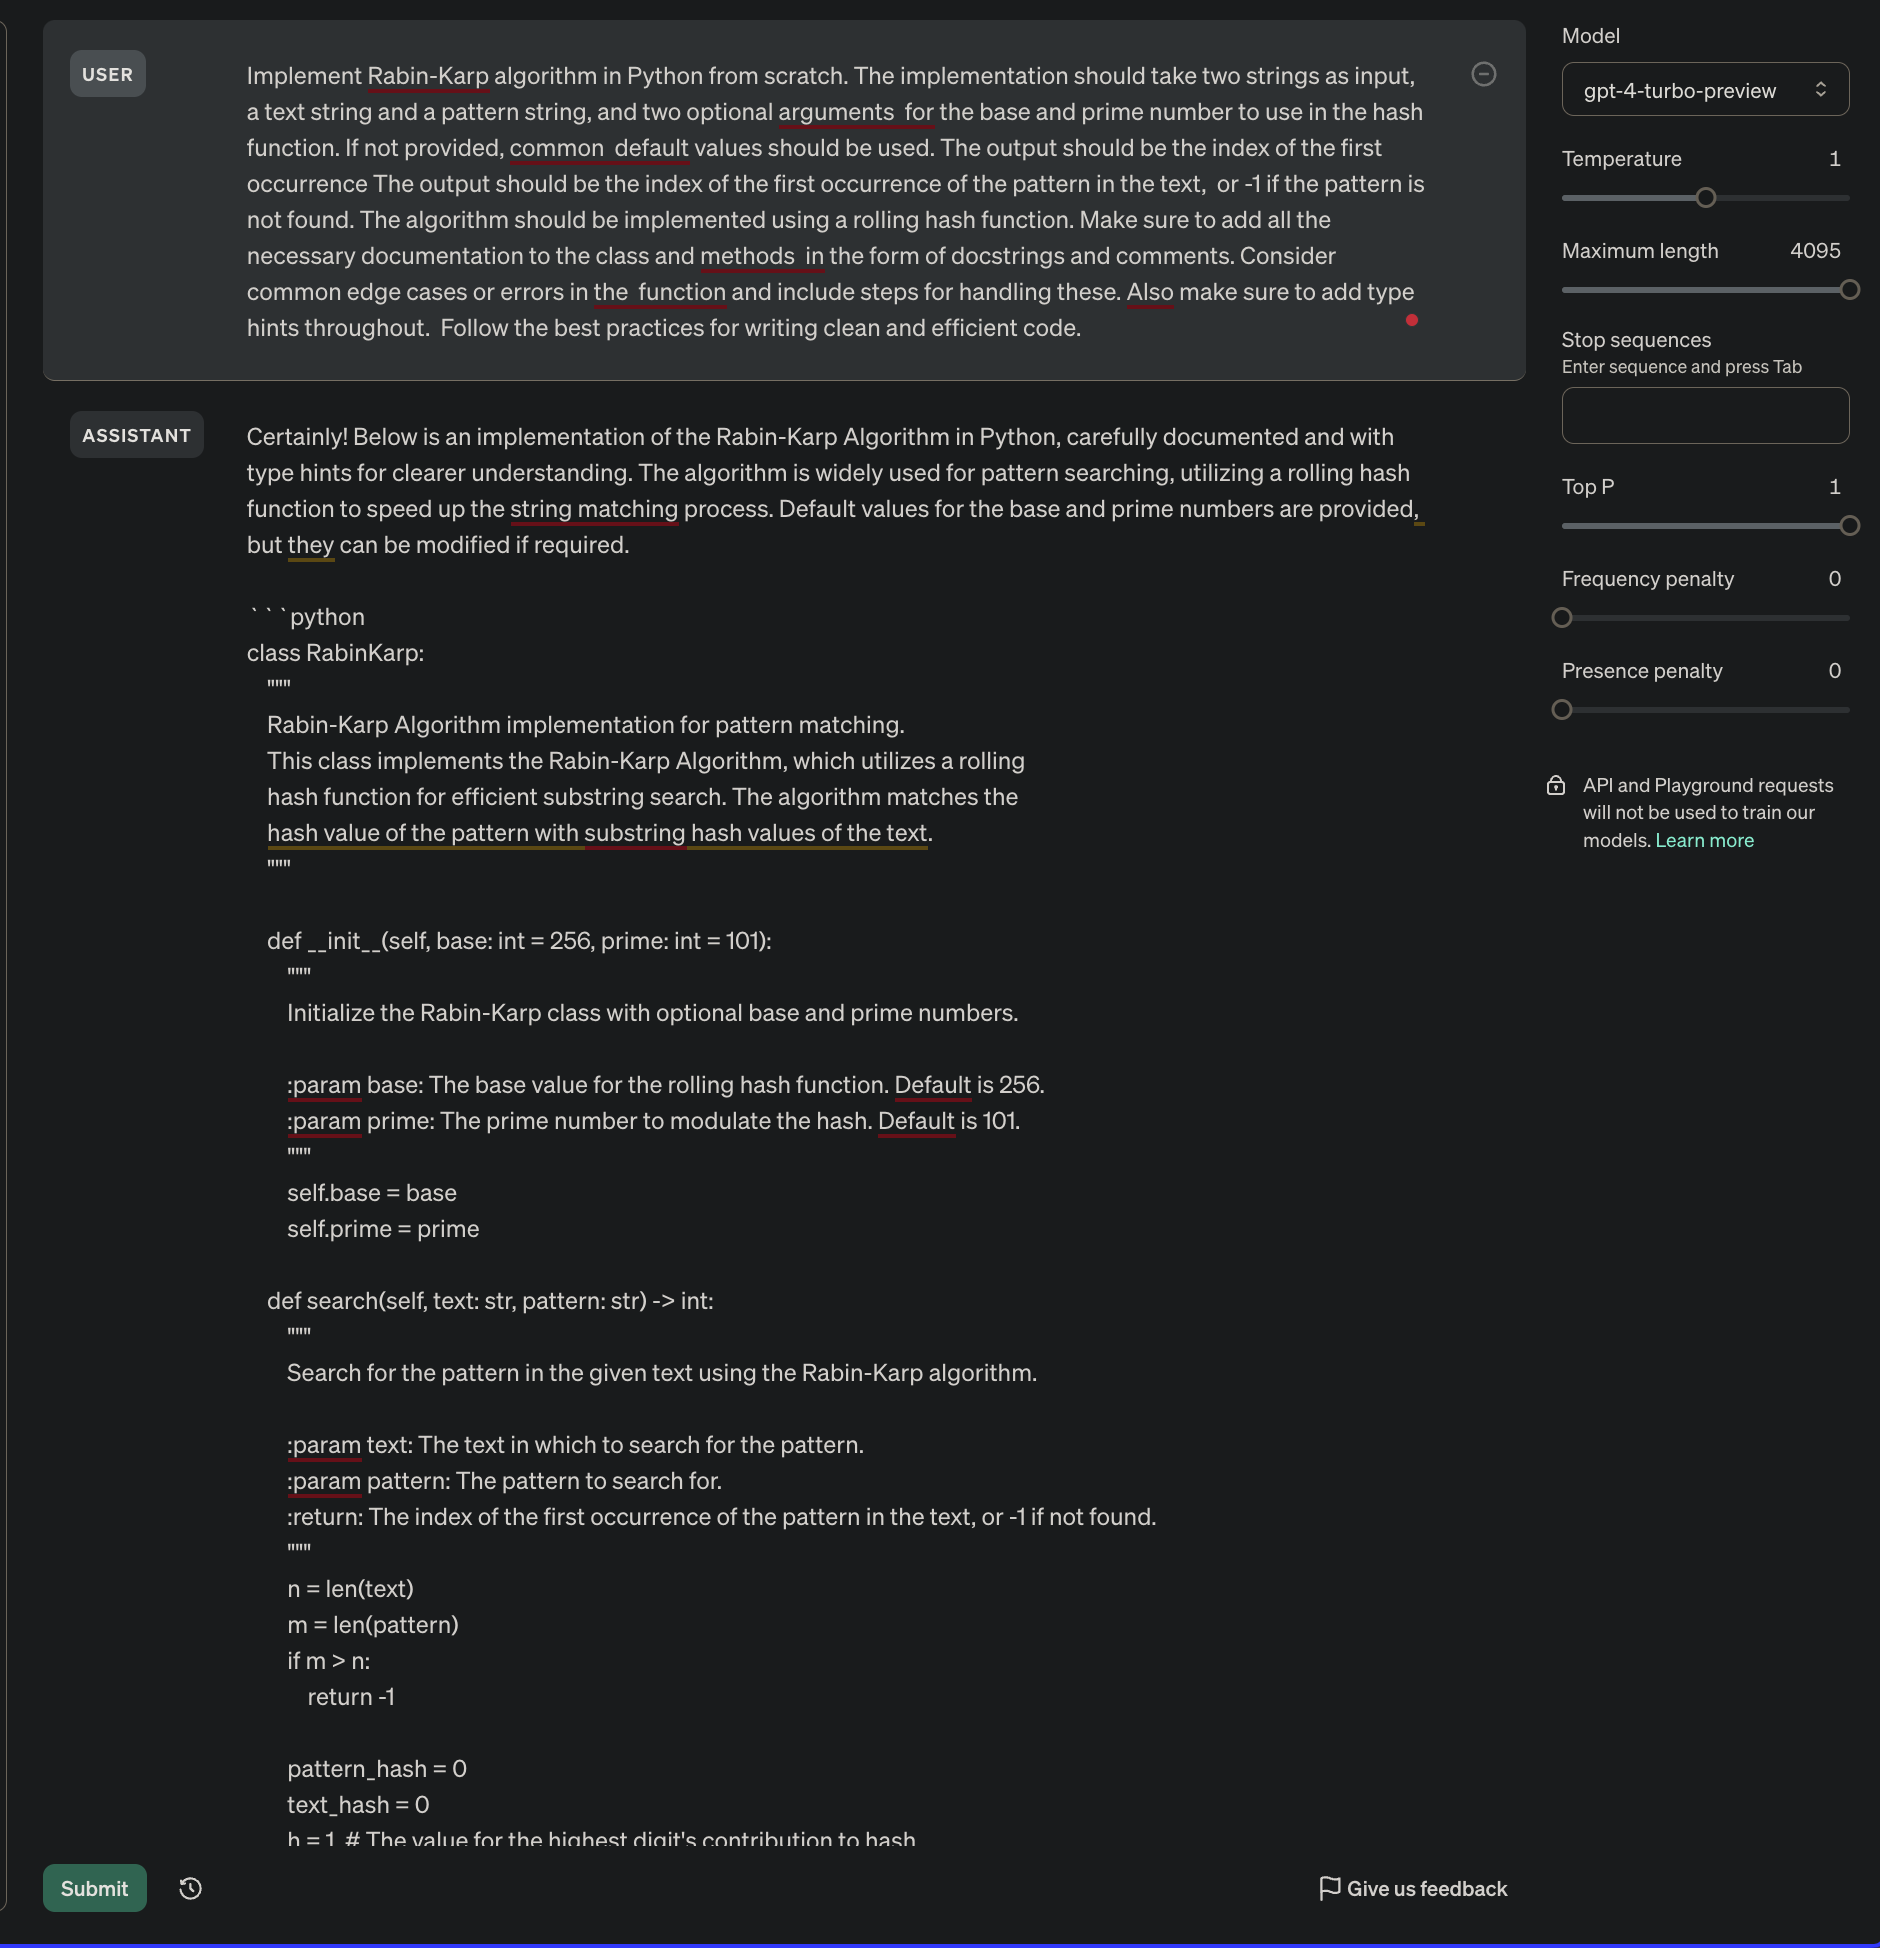 USER
Implement Rabin-Karp algorithm in Python from scratch. The implementation should take two strings as input,
a text string and a pattern string, and two optional arguments  for the base and prime number to use in the hash
function. If not provided, common  default values should be used. The output should be the index of the first
occurrence The output should be the index of the first occurrence of the pattern in the text,  or -1 if the pattern is
not found. The algorithm should be implemented using a rolling hash function. Make sure to add all the
necessary documentation to the class and methods  in the form of docstrings and comments. Consider
common edge cases or errors in the  function and include steps for handling these. Also make sure to add type
hints throughout.  Follow the best practices for writing clean and efficient code.
ASSISTANT
Certainly! Below is an implementation of the Rabin-Karp Algorithm in Python, carefully documented and with
type hints for clearer understanding. The algorithm is widely used for pattern searching, utilizing a rolling hash
function to speed up the string matching process. Default values for the base and prime numbers are provided,
but they can be modified if required.
```python
class RabinKarp:
"""
Rabin-Karp Algorithm implementation for pattern matching.
This class implements the Rabin-Karp Algorithm, which utilizes a rolling
hash function for efficient substring search. The algorithm matches the
hash value of the pattern with substring hash values of the text.
"""
def __init__(self, base: int = 256, prime: int = 101):
"""
Initialize the Rabin-Karp class with optional base and prime numbers.
:param base: The base value for the rolling hash function. Default is 256.
:param prime: The prime number to modulate the hash. Default is 101.
"""
self.base = base
self.prime = prime
def search(self, text: str, pattern: str) -> int:
"""
Search for the pattern in the given text using the Rabin-Karp algorithm.
:param text: The text in which to search for the pattern.
:param pattern: The pattern to search for.
:return: The index of the first occurrence of the pattern in the text, or -1 if not found.
"""
n = len(text)
m = len(pattern)
if m > n:
return -1
pattern_hash = 0
text_hash = 0
h = 1  # The value for the highest digit's contribution to hash
Submit
Give us feedback
Model
gpt-4-turbo-preview
Temperature 1
Maximum length 4095
Stop sequences
Enter sequence and press Tab
Top P 1
Frequency penalty 0
Presence penalty 0
API and Playground requests
will not be used to train our
models. Learn more